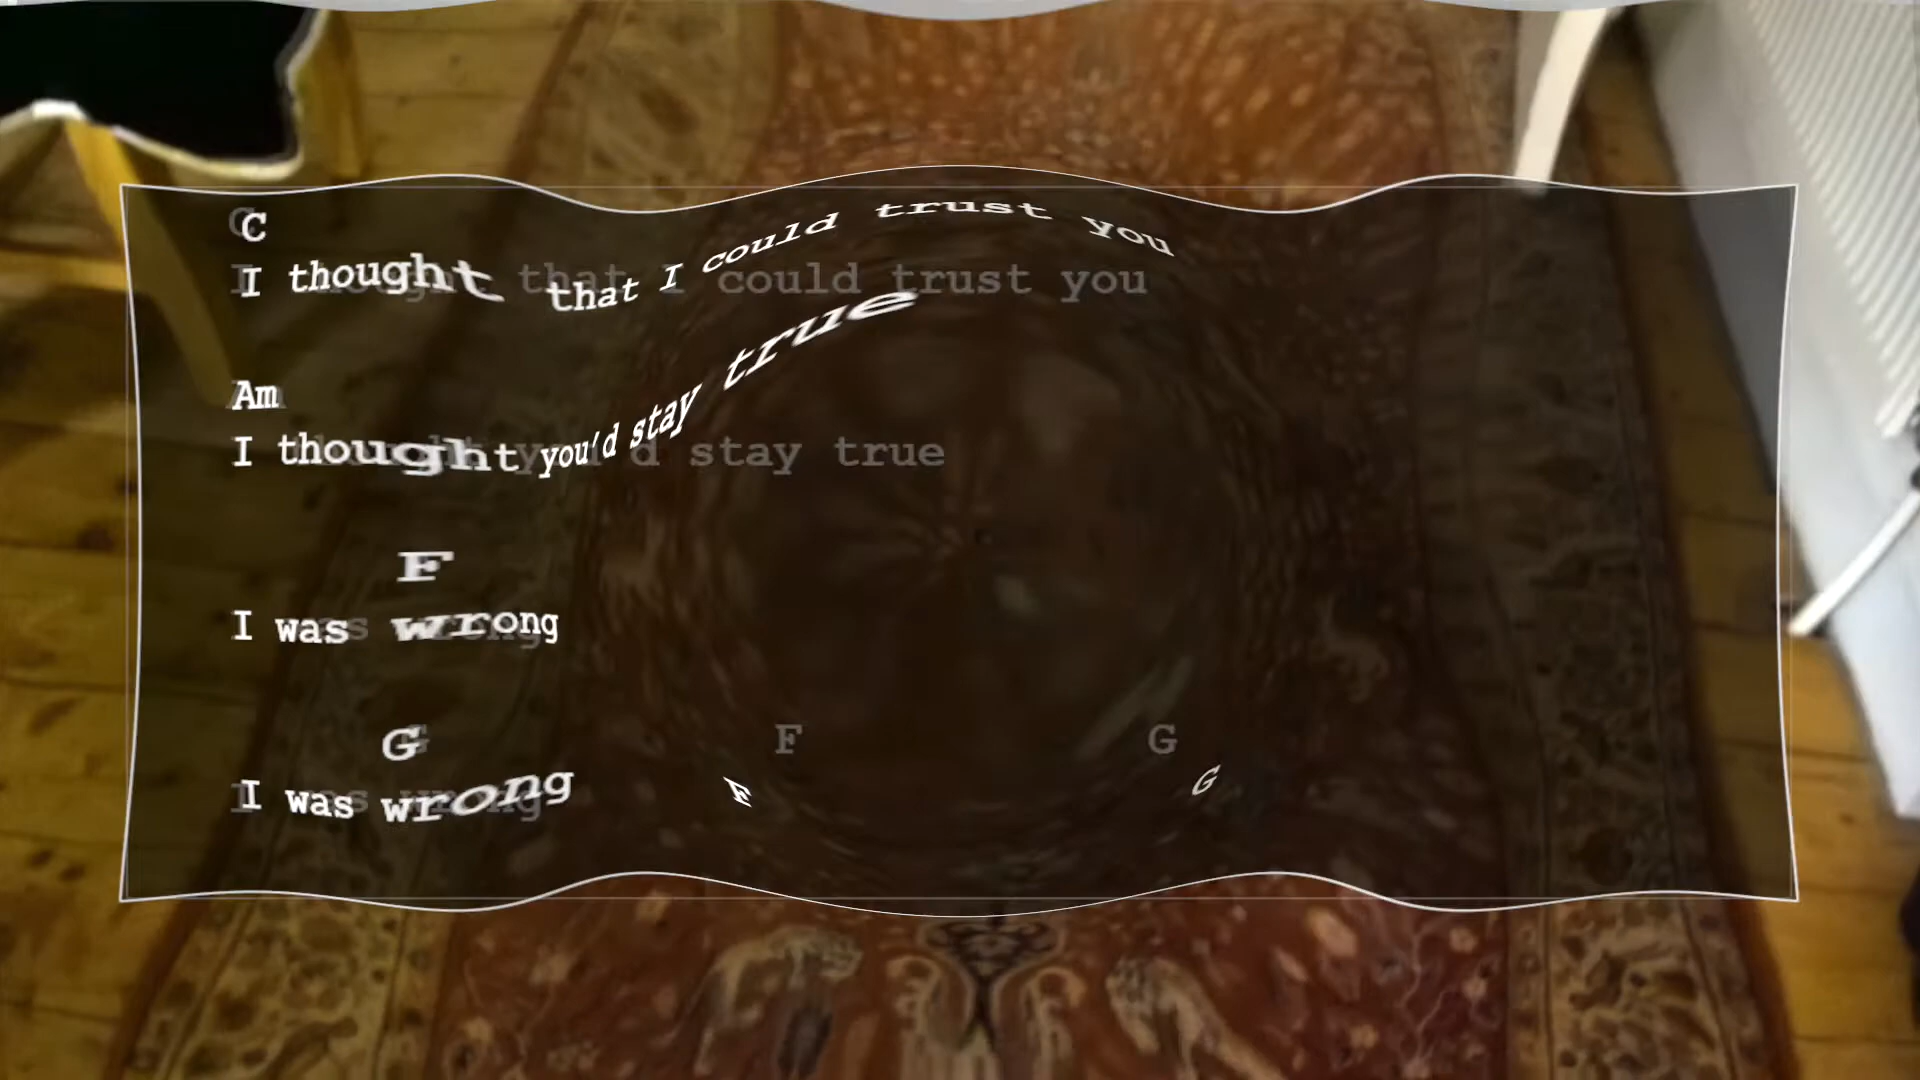 C
I thought that I could trust you
Am
I thought you'd stay true
F
I was wrong
G F G
I was wrong